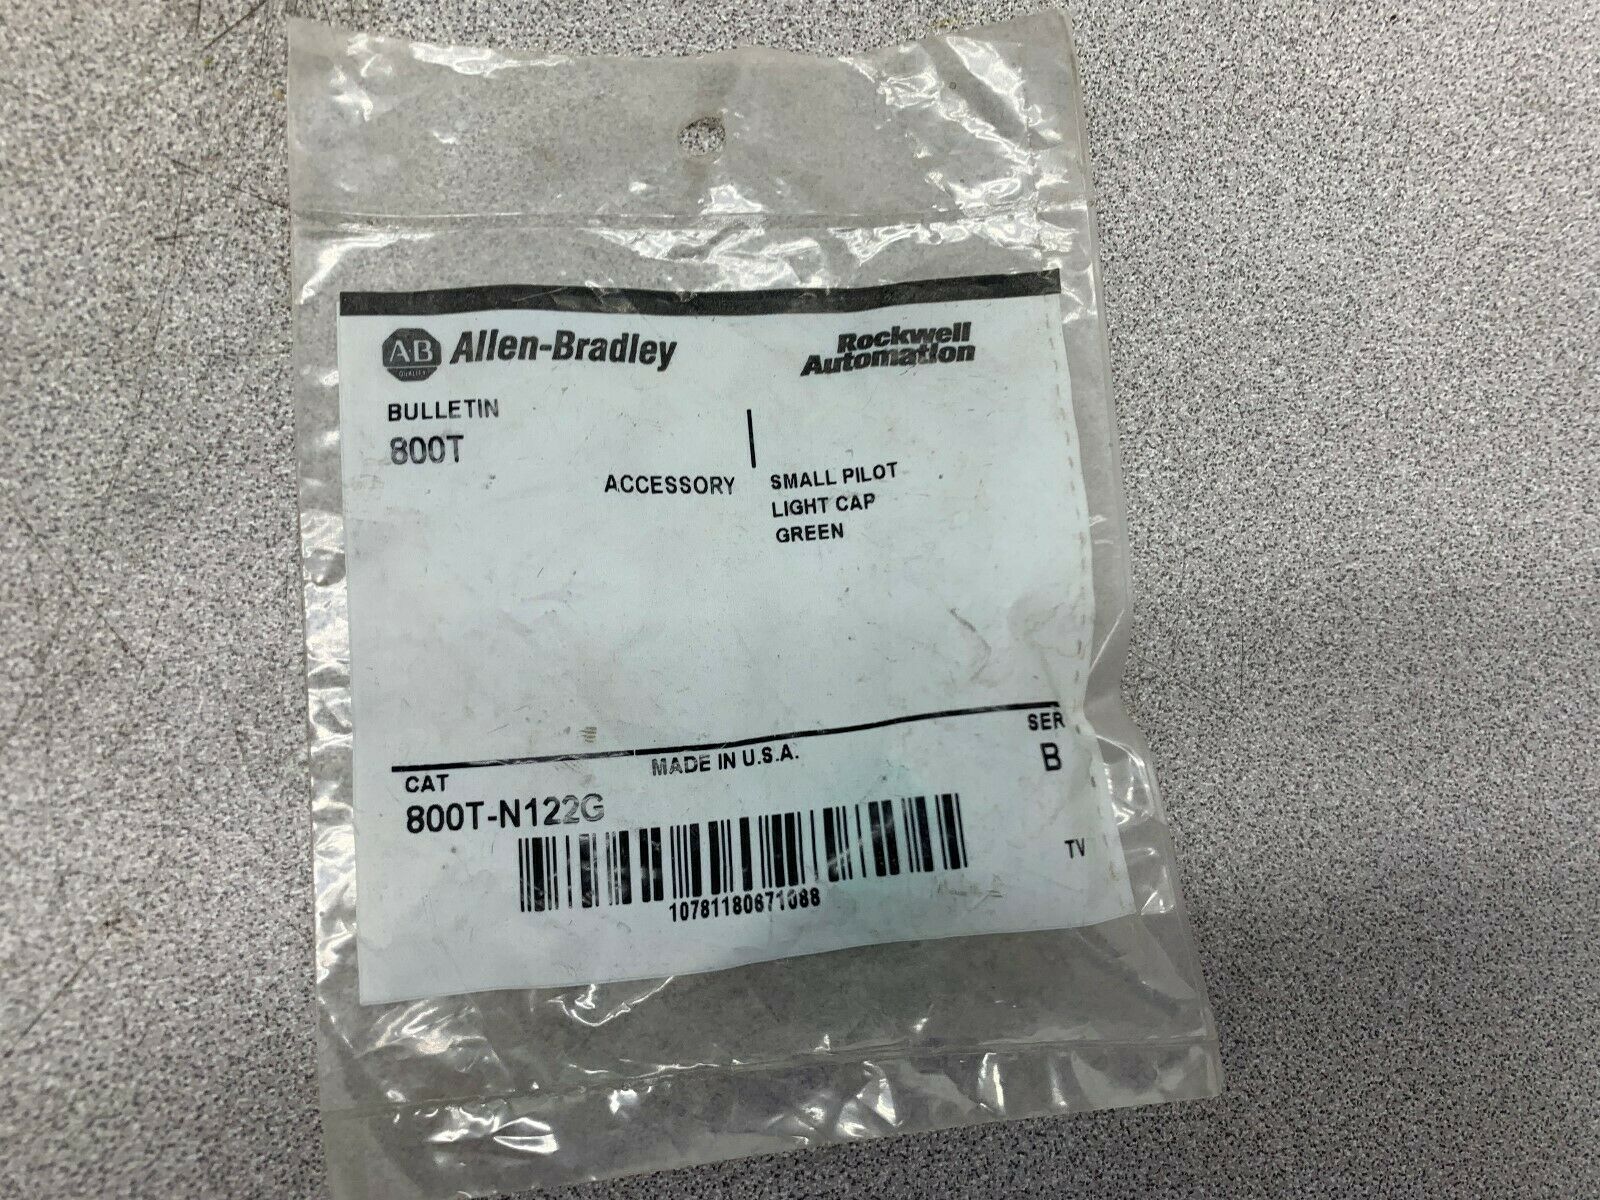 AB QUALITY Allen-Bradley
Rockwell
Automation
BULLETIN
800T
ACCESSORY
SMALL PILOT
LIGHT CAP
GREEN
MADE IN U.S.A.
SER
B
CAT
800T-N122G
10781180671088
TV